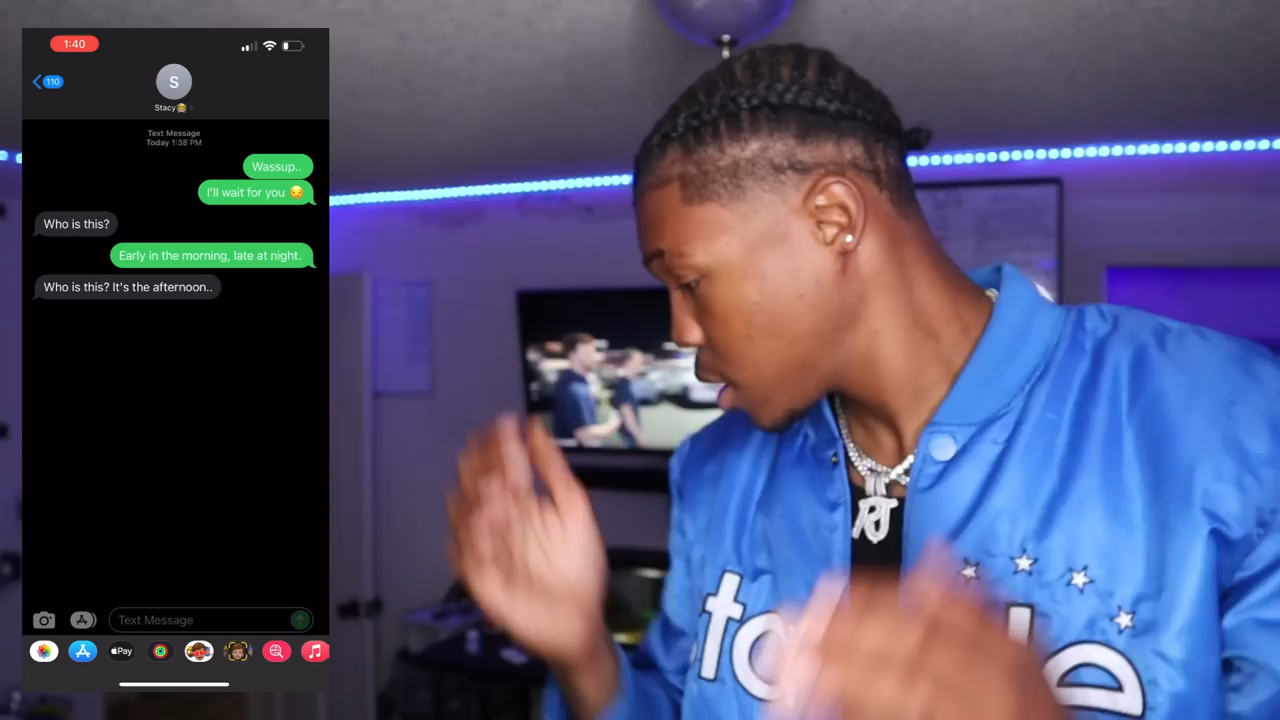 1:40
110
S
Stacy
Text Message
Today 1:38 PM
Wassup..
I'll wait for you 😏
Who is this?
Early in the morning, late at night.
Who is this? It's the afternoon..
Text Message
Pay
RJ